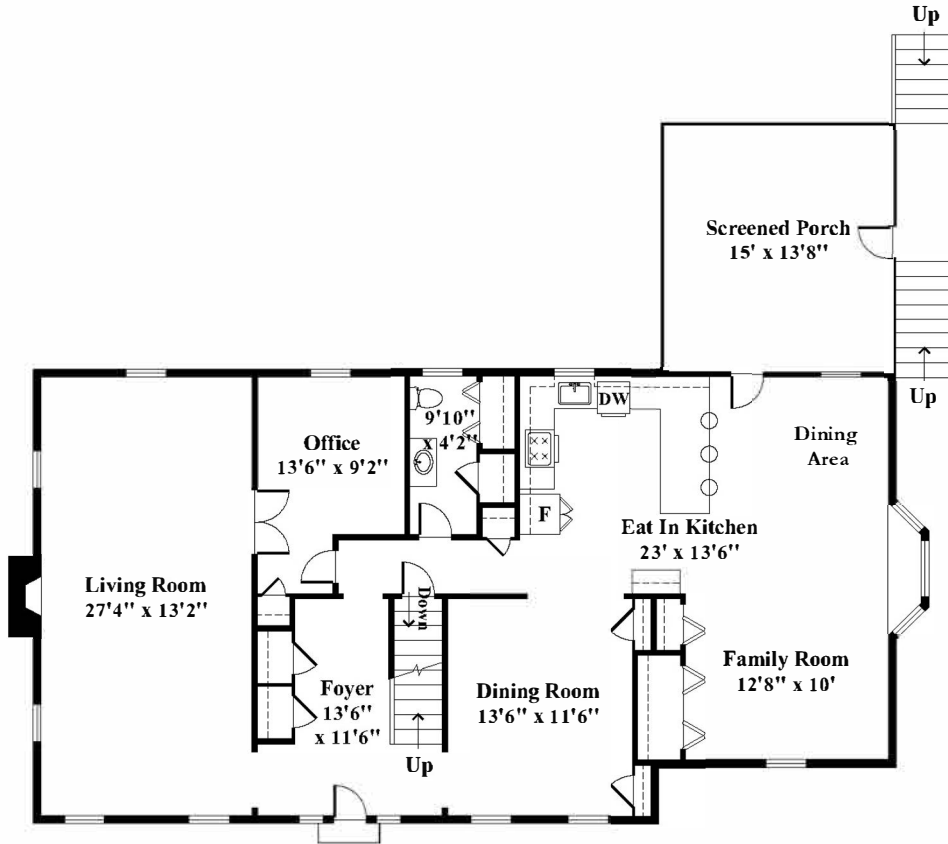 Up
Screened Porch
15' x 13'8"
Up
DW
9'10"
x 4'2"
Office
13'6" x 9'2"
Dining
Area
F
Eat In Kitchen
23' x 13'6"
Living Room
27'4" x 13'2"
Down
Family Room
12'8" x 10'
Foyer
13'6"
x 11'6"
Dining Room
13'6" x 11'6"
Up